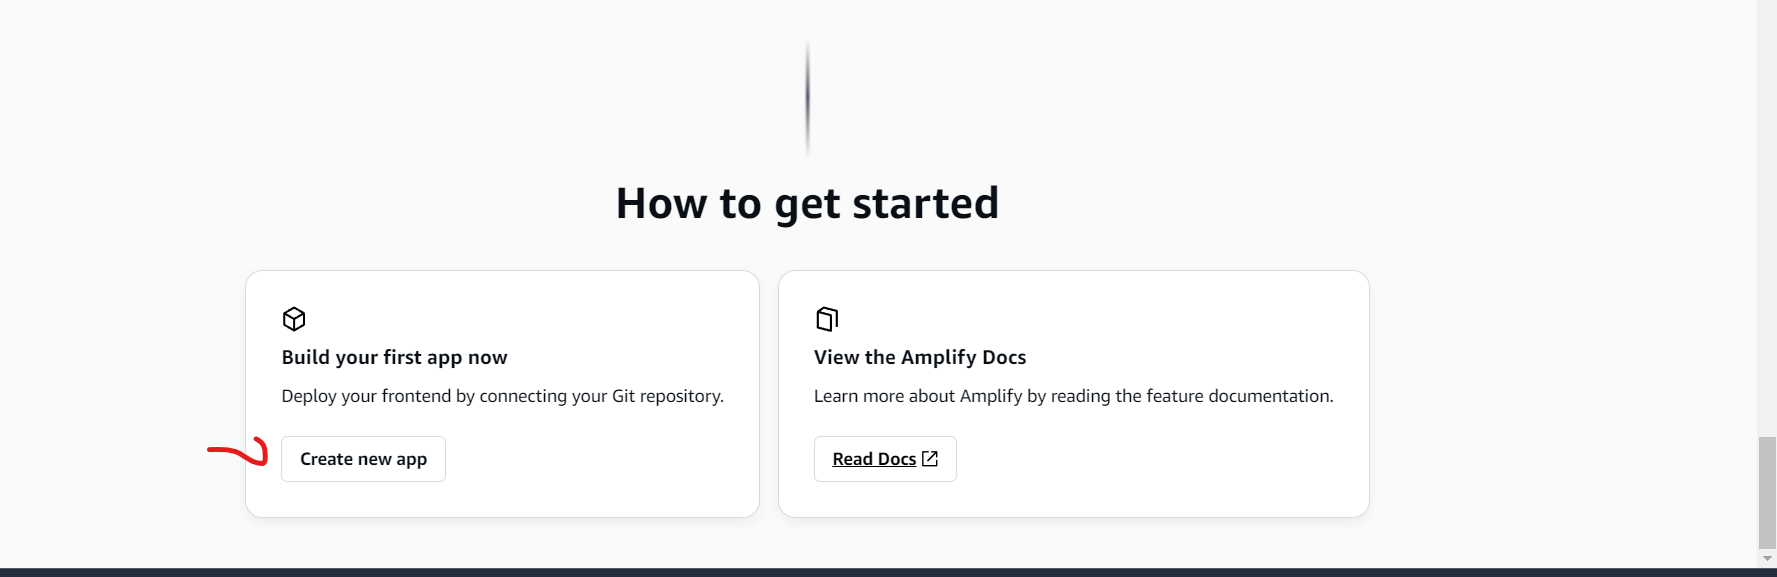 How to get started
Build your first app now
Deploy your frontend by connecting your Git repository.
Create new app
View the Amplify Docs
Learn more about Amplify by reading the feature documentation.
Read Docs